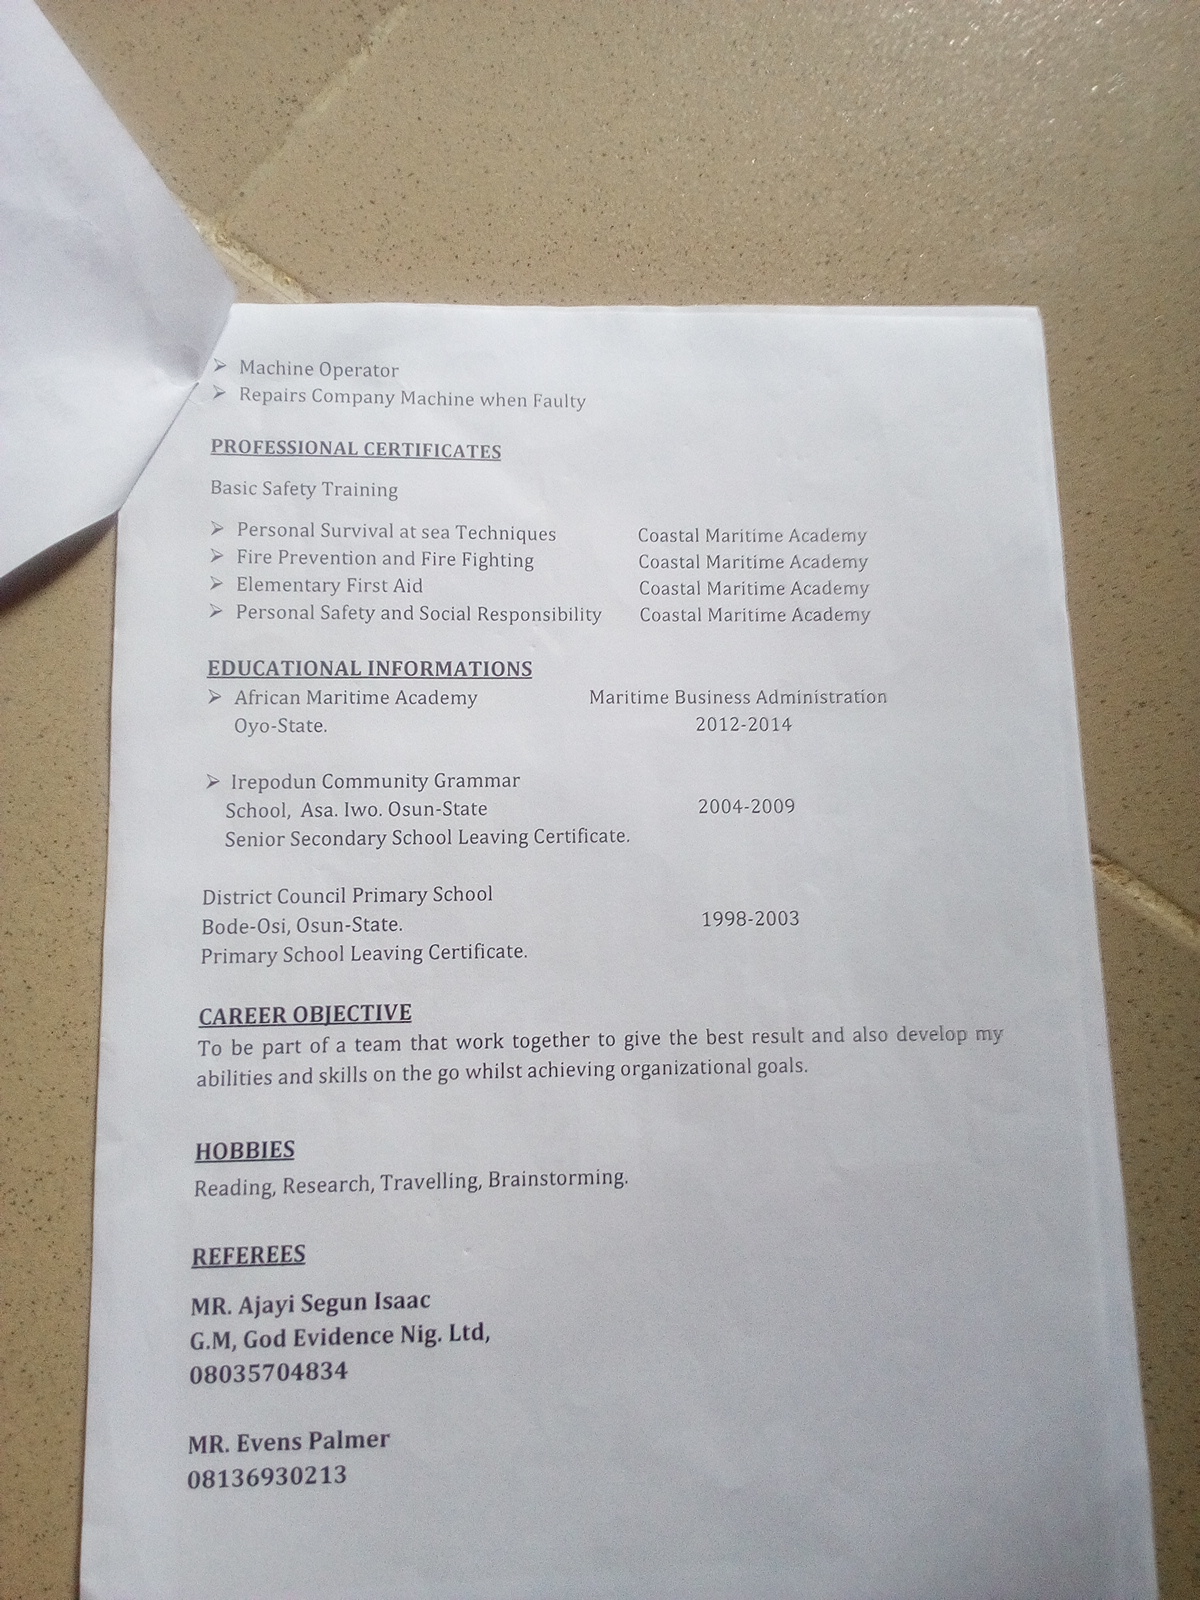 ➢ Machine Operator
➢ Repairs Company Machine when Faulty
PROFESSIONAL CERTIFICATES
Basic Safety Training
➢ Personal Survival at sea Techniques Coastal Maritime Academy
➢ Fire Prevention and Fire Fighting Coastal Maritime Academy
➢ Elementary First Aid Coastal Maritime Academy
➢ Personal Safety and Social Responsibility Coastal Maritime Academy
EDUCATIONAL INFORMATIONS
➢ African Maritime Academy Maritime Business Administration
Oyo-State. 2012-2014
➢ Irepodun Community Grammar
School, Asa. Iwo. Osun-State 2004-2009
Senior Secondary School Leaving Certificate.
District Council Primary School
Bode-Osi, Osun-State. 1998-2003
Primary School Leaving Certificate.
CAREER OBJECTIVE
To be part of a team that work together to give the best result and also develop my
abilities and skills on the go whilst achieving organizational goals.
HOBBIES
Reading, Research, Travelling, Brainstorming.
REFEREES
MR. Ajayi Segun Isaac
G.M, God Evidence Nig. Ltd,
08035704834
MR. Evens Palmer
08136930213